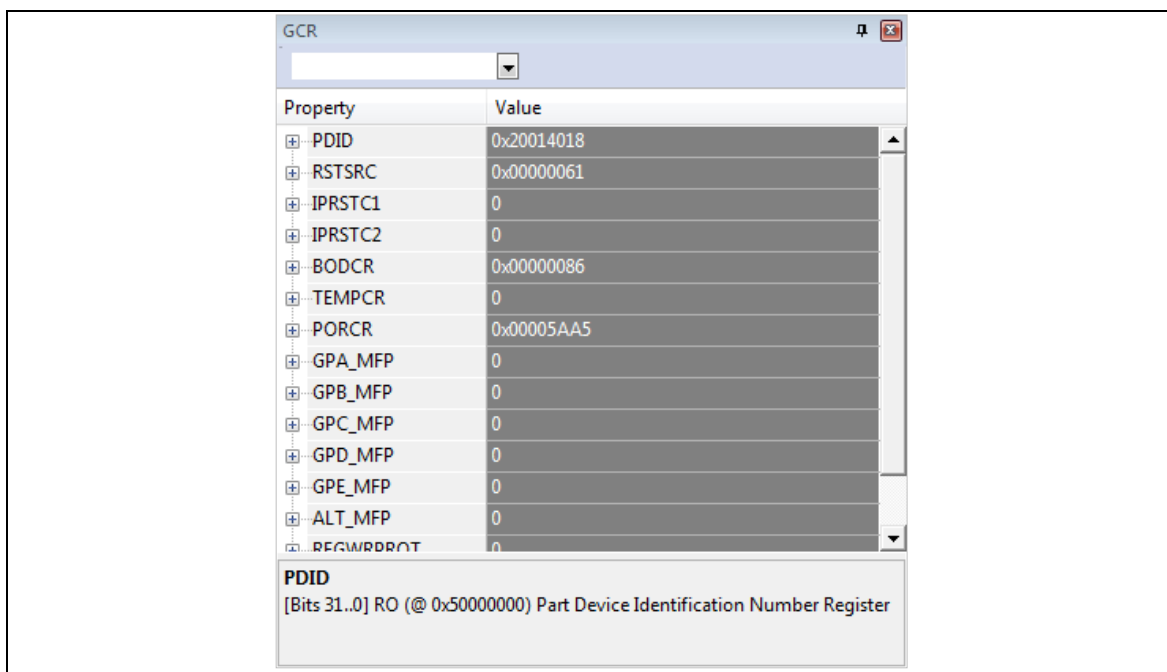 GCR
Property Value
PDID 0x20014018
RSTSRC 0x00000061
IPRSTC1 0
IPRSTC2 0
BODCR 0x00000086
TEMPCR 0
PORCR 0x00005AA5
GPA_MFP 0
GPB_MFP 0
GPC_MFP 0
GPD_MFP 0
GPE_MFP 0
ALT_MFP 0
REGWRPROT 0
PDID
[Bits 31..0] RO (@ 0x50000000) Part Device Identification Number Register